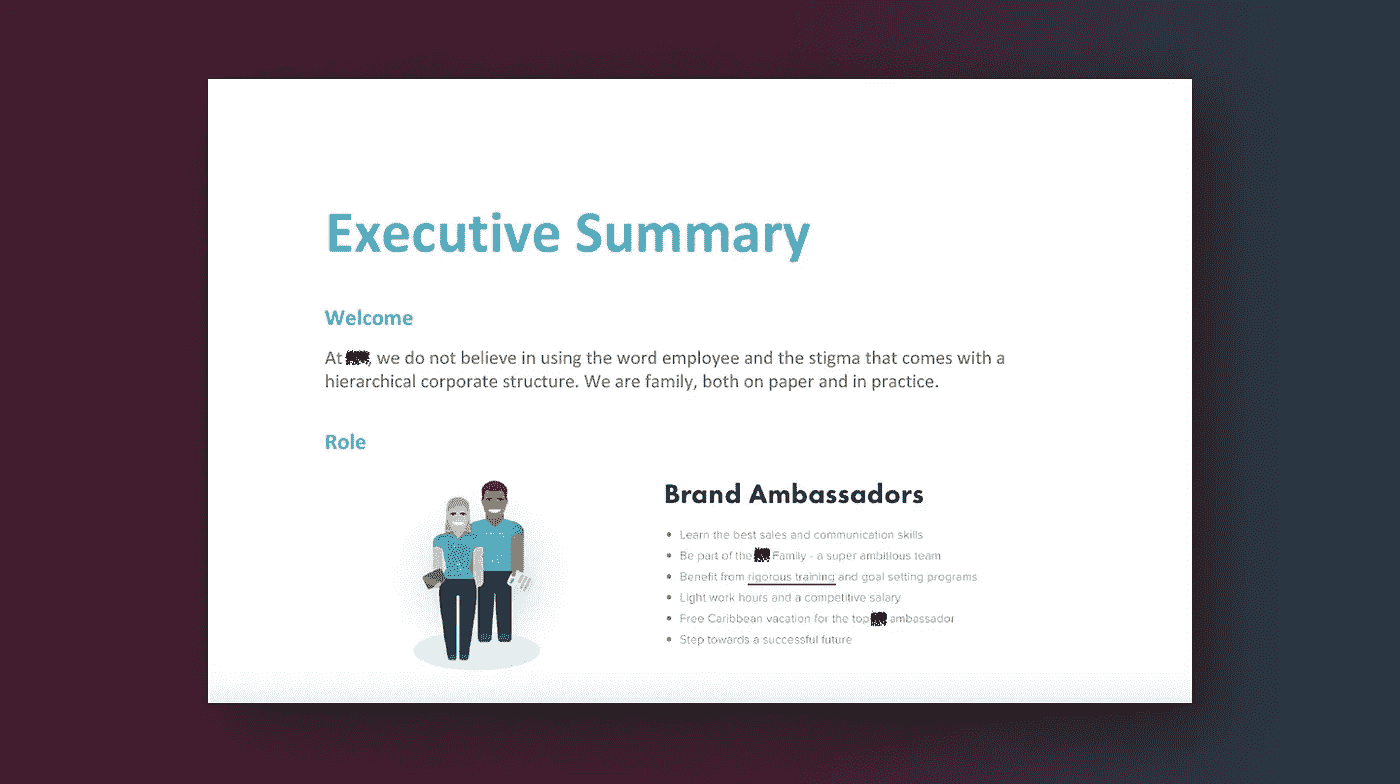 Executive Summary
Welcome
At , we do not believe in using the word employee and the stigma that comes with a
hierarchical corporate structure. We are family, both on paper and in practice.
Role
Brand Ambassadors
• Learn the best sales and communication skills
• Be part of the Family - a super ambitious team
• Benefit from rigorous training and goal setting programs
• Light work hours and a competitive salary
• Free Caribbean vacation for the top ambassador
• Step towards a successful future